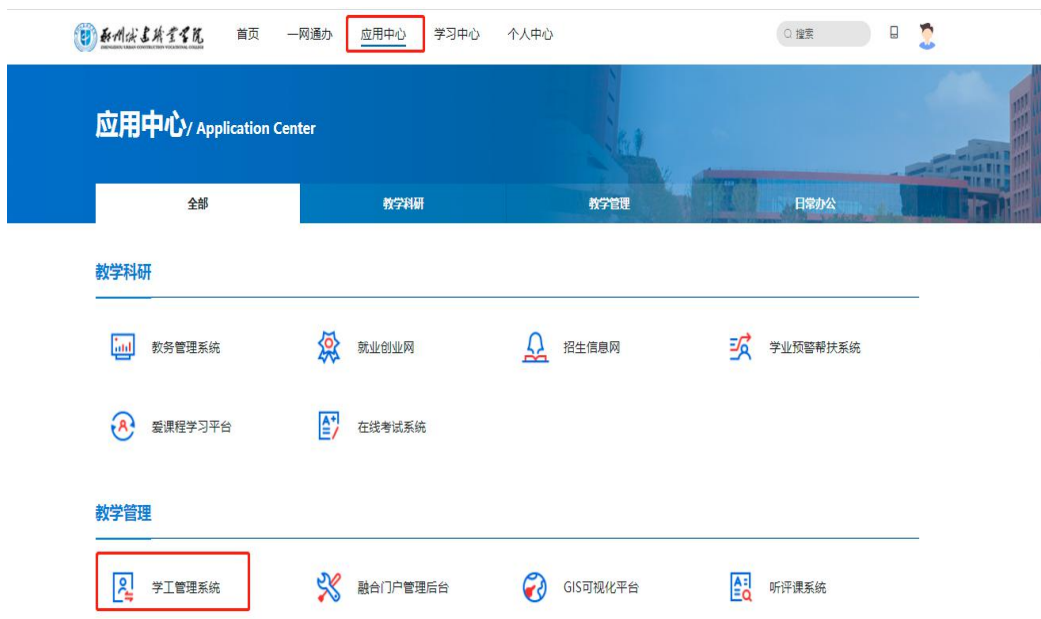 郑州城建职业学院 首页 一网通办 应用中心 学习中心 个人中心 搜索
ZHENGZHOU URBAN CONSTRUCTION VOCATIONAL COLLEGE
应用中心/ Application Center
全部 教学科研 教学管理 日常办公
教学科研
教务管理系统 就业创业网 招生信息网 学业预警帮扶系统
爱课程学习平台 在线考试系统
教学管理
学工管理系统 融合门户管理后台 GIS可视化平台 听评课系统